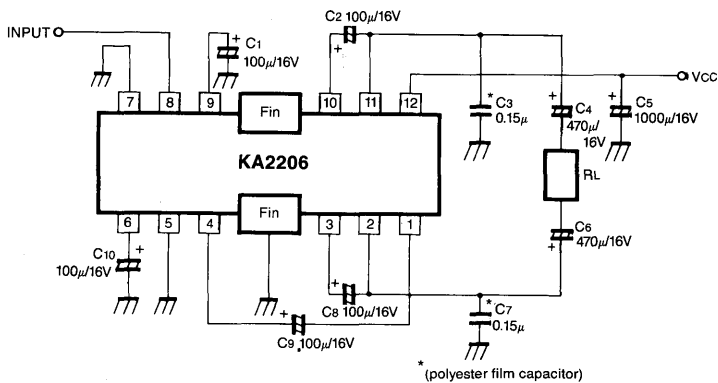 INPUT
C1
100μ/16V
C2 100μ/16V
+
+
7
8
9
Fin
10
11
12
VCC
* C3
0.15μ
+
C4
470μ/
16V
+
C5
1000μ/16V
KA2206
RL
6
5
4
Fin
3
2
1
C10
+
100μ/16V
C6
470μ/16V
+
+
C8 100μ/16V
+
C9 100μ/16V
* C7
0.15μ
*(polyester film capacitor)